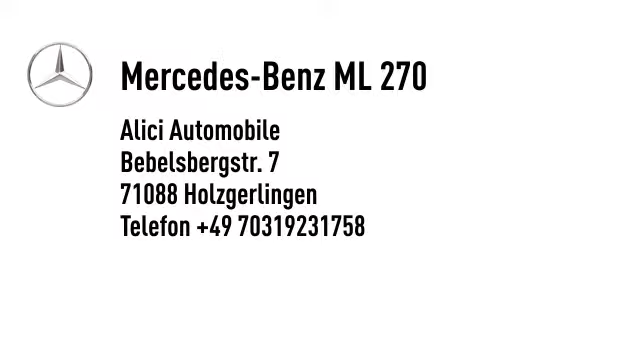 Mercedes-Benz ML 270
Alici Automobile
Bebelsbergstr. 7
71088 Holzgerlingen
Telefon +49 70319231758